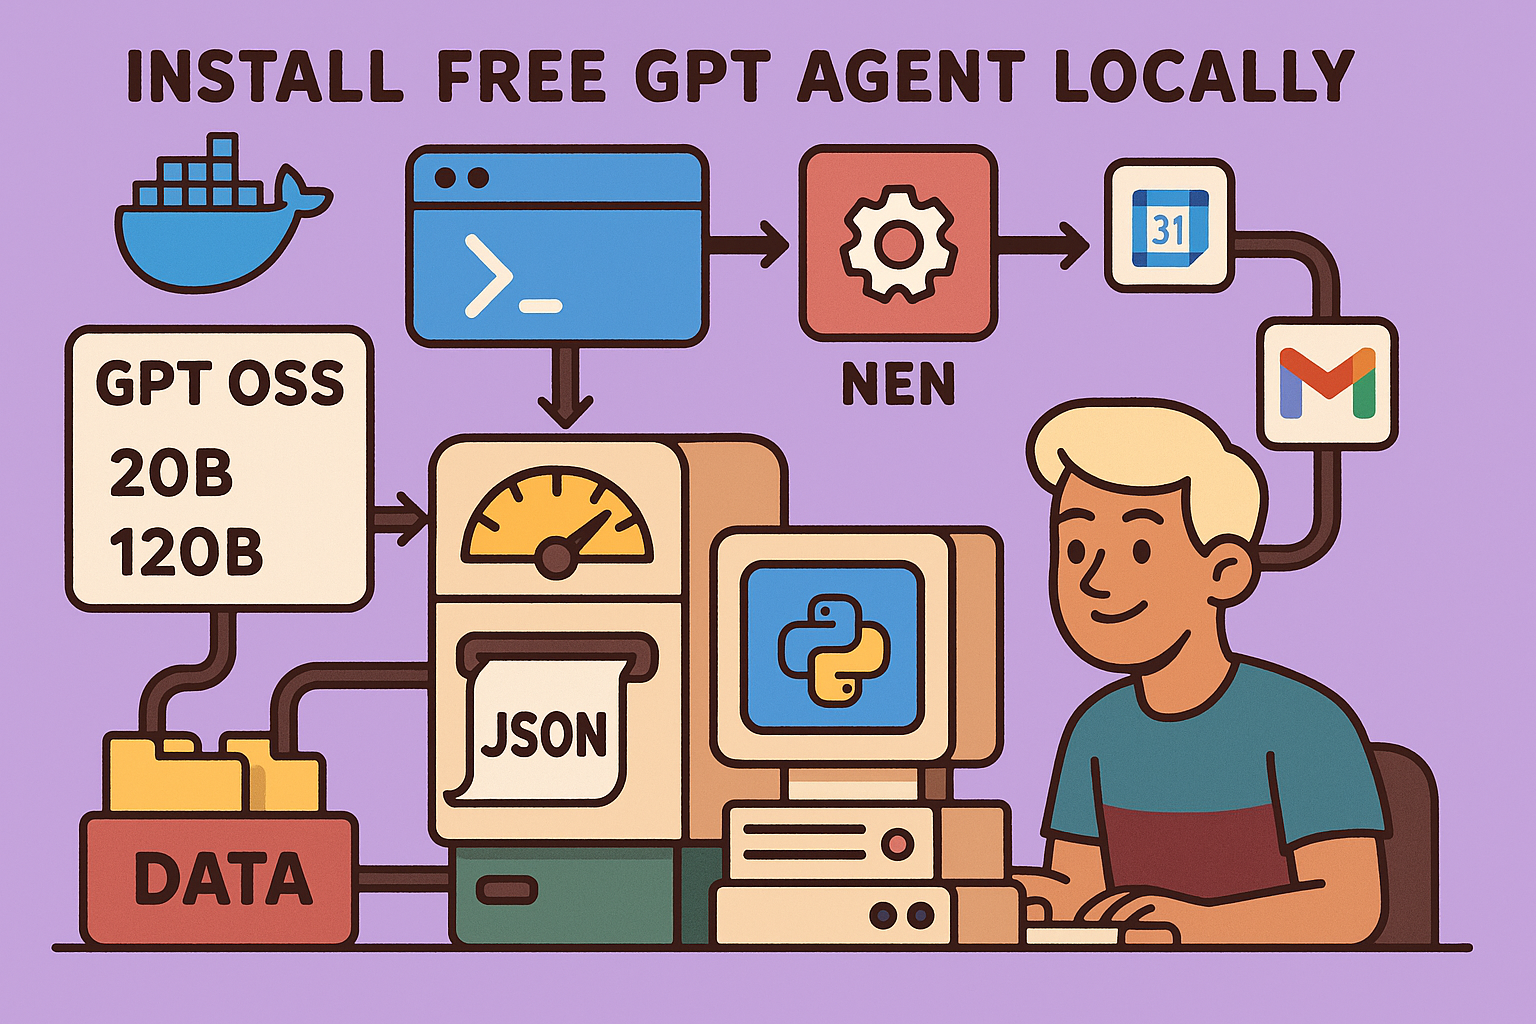 INSTALL FREE GPT AGENT LOCALLY
>_
31
NEN
GPT OSS
20B
120B
JSON
DATA